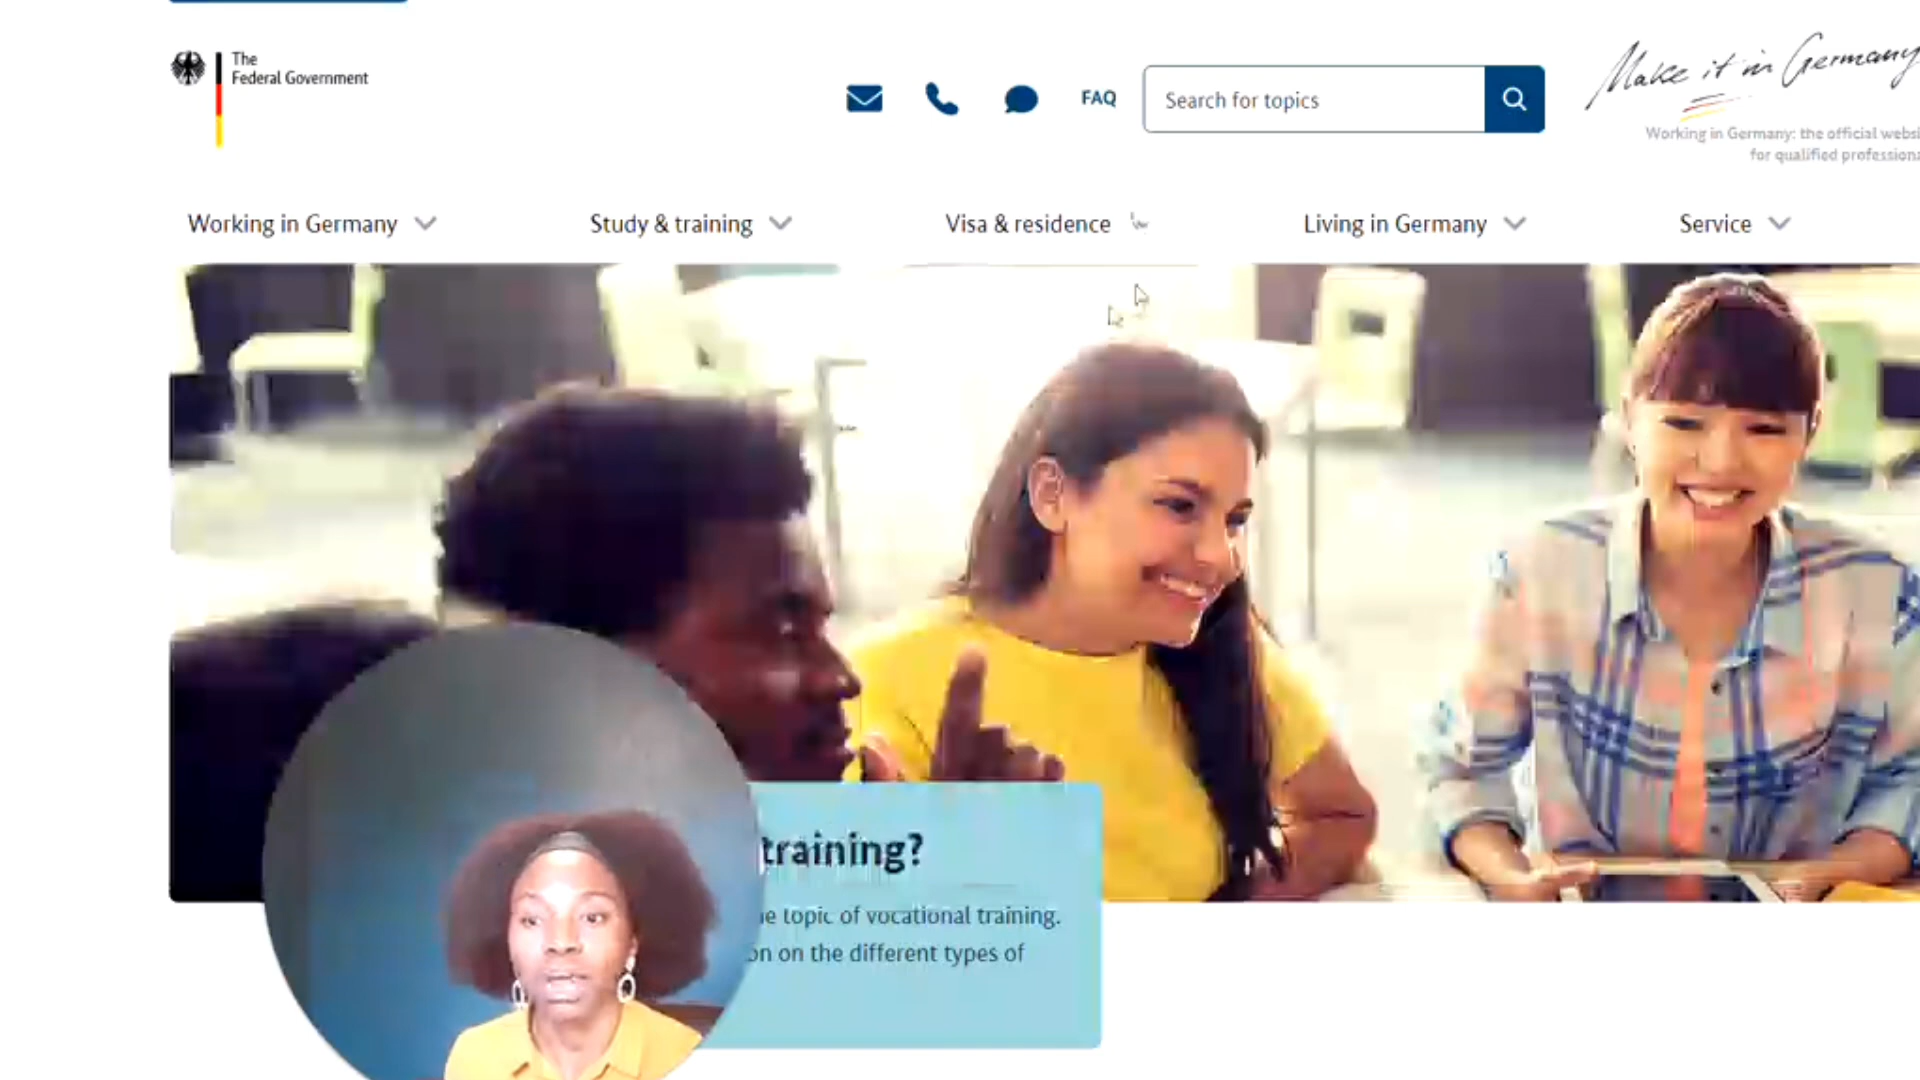 The
Federal Government
FAQ
Search for topics
Make it in Germany
Working in Germany: the official
for qualified
Working in Germany
Study & training
Visa & residence
Living in Germany
Service
training?
topic of vocational training.
on the different types of